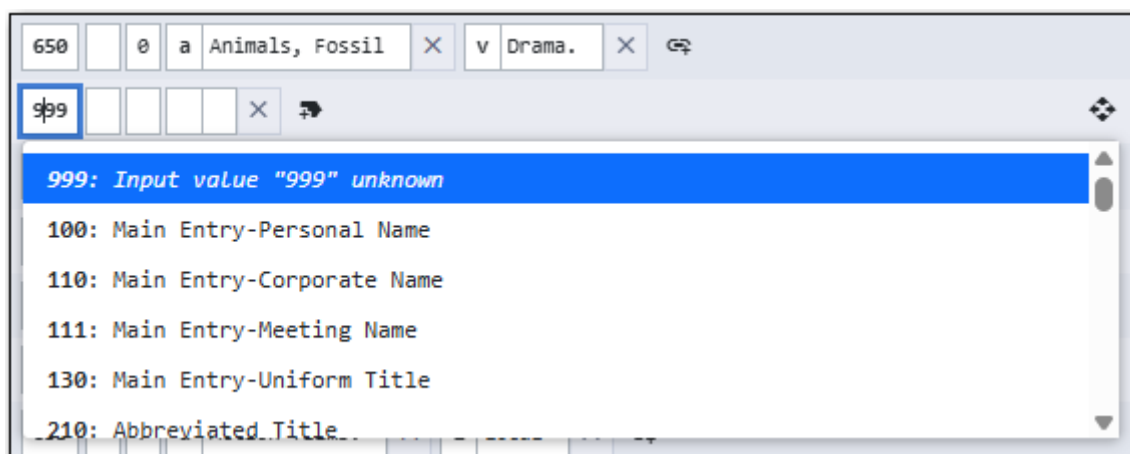 650 0 a Animals, Fossil v Drama.
999
999: Input value "999" unknown
100: Main Entry-Personal Name
110: Main Entry-Corporate Name
111: Main Entry-Meeting Name
130: Main Entry-Uniform Title
210: Abbreviated Title